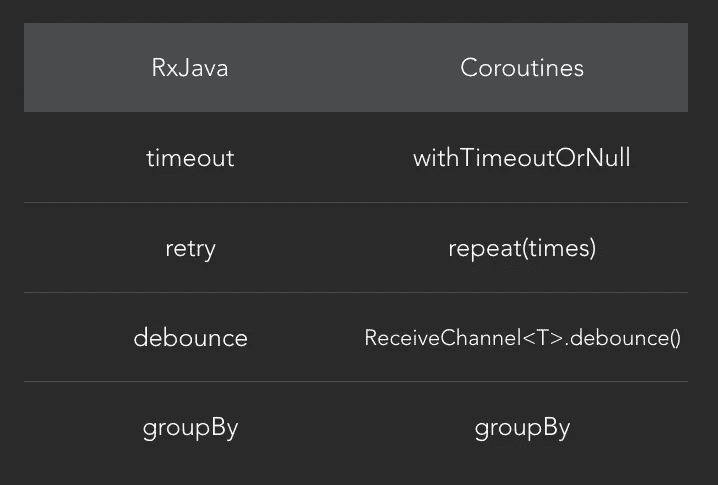 RxJava Coroutines
timeout withTimeoutOrNull
retry repeat(times)
debounce ReceiveChannel<T>.debounce()
groupBy groupBy